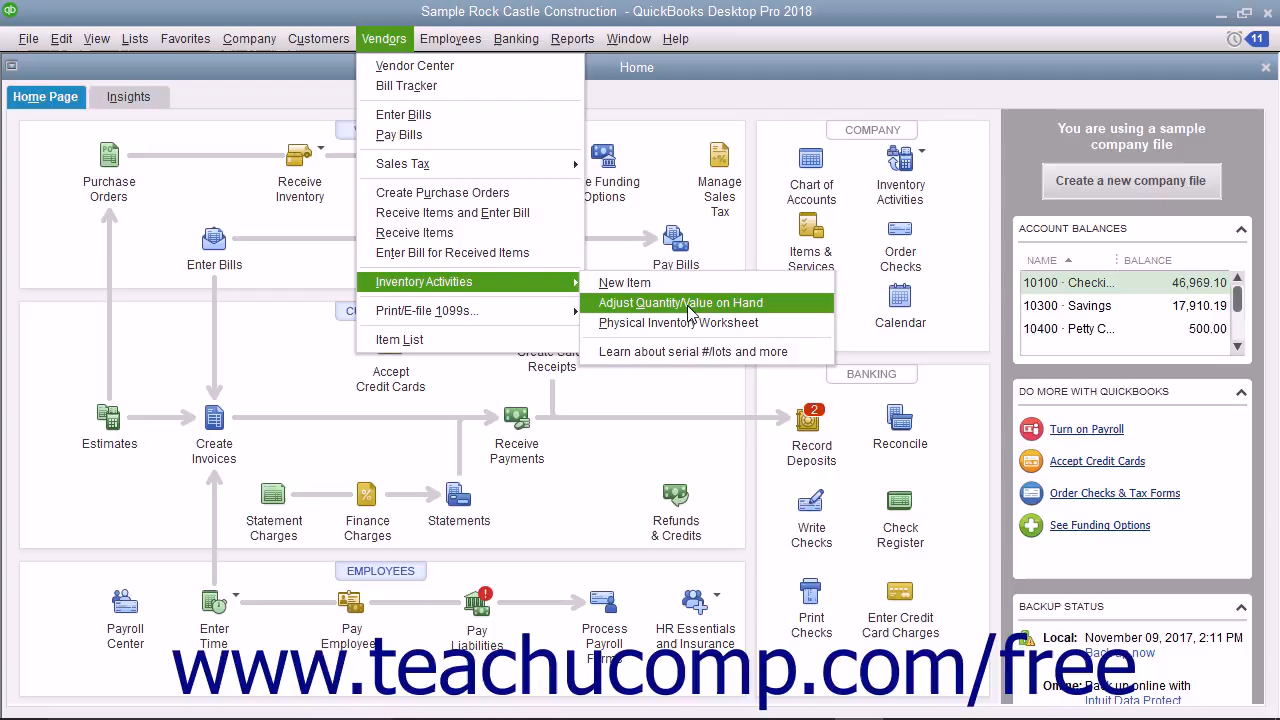 Sample Rock Castle Construction - QuickBooks Desktop Pro 2018
File Edit View Lists Favorites Company Customers Vendors Employees Banking Reports Window Help
11
Home
Home Page
Insights
Vendor Center
Bill Tracker
Enter Bills
Pay Bills
Sales Tax
Create Purchase Orders
Receive Items and Enter Bill
Receive Items
Enter Bill for Received Items
Inventory Activities
Print/E-file 1099s...
Item List
New Item
Adjust Quantity/Value on Hand
Physical Inventory Worksheet
Learn about serial #/lots and more
Purchase
Orders
Receive
Inventory
Funding
Options
Manage
Sales
Tax
Enter Bills
Pay Bills
Accept
Credit Cards
Create Sales
Receipts
Estimates
Create
Invoices
Receive
Payments
Statement
Charges
Finance
Charges
Statements
Refunds
& Credits
EMPLOYEES
Payroll
Center
Enter
Time
Pay
Employees
Pay
Liabilities
Process
Payroll
Forms
HR Essentials
and Insurance
COMPANY
Chart of
Accounts
Inventory
Activities
Items &
Services
Order
Checks
Calendar
BANKING
2
Record
Deposits
Reconcile
Write
Checks
Check
Register
Print
Checks
Enter Credit
Card Charges
You are using a sample
company file
Create a new company file
ACCOUNT BALANCES
NAME BALANCE
10100 · Checki... 46,969.10
10300 · Savings 17,910.19
10400 · Petty C... 500.00
DO MORE WITH QUICKBOOKS
Turn on Payroll
Accept Credit Cards
Order Checks & Tax Forms
See Funding Options
BACKUP STATUS
Local: November 09, 2017, 2:11 PM
Back up now
Online: Back up online with
Intuit Data Protect
www.teachucomp.com/free